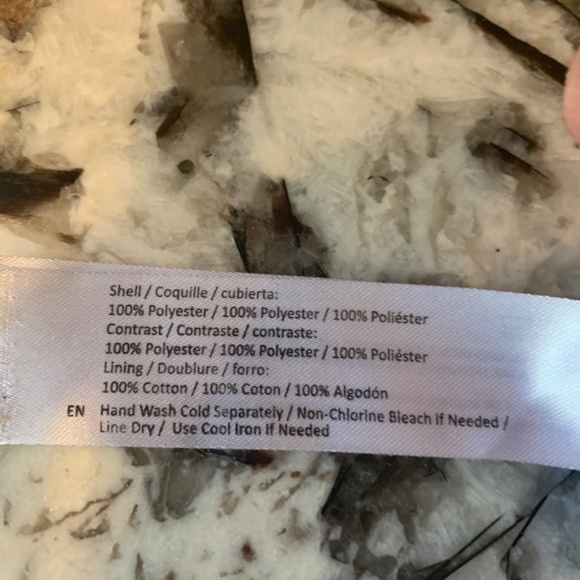 Shell / Coquille / cubierta:
100% Polyester / 100% Polyester / 100% Poliéster
Contrast / Contraste / contraste:
100% Polyester / 100% Polyester / 100% Poliéster
Lining / Doublure / forro:
100% Cotton / 100% Coton / 100% Algodón
EN Hand Wash Cold Separately / Non-Chlorine Bleach If Needed /
Line Dry / Use Cool Iron If Needed